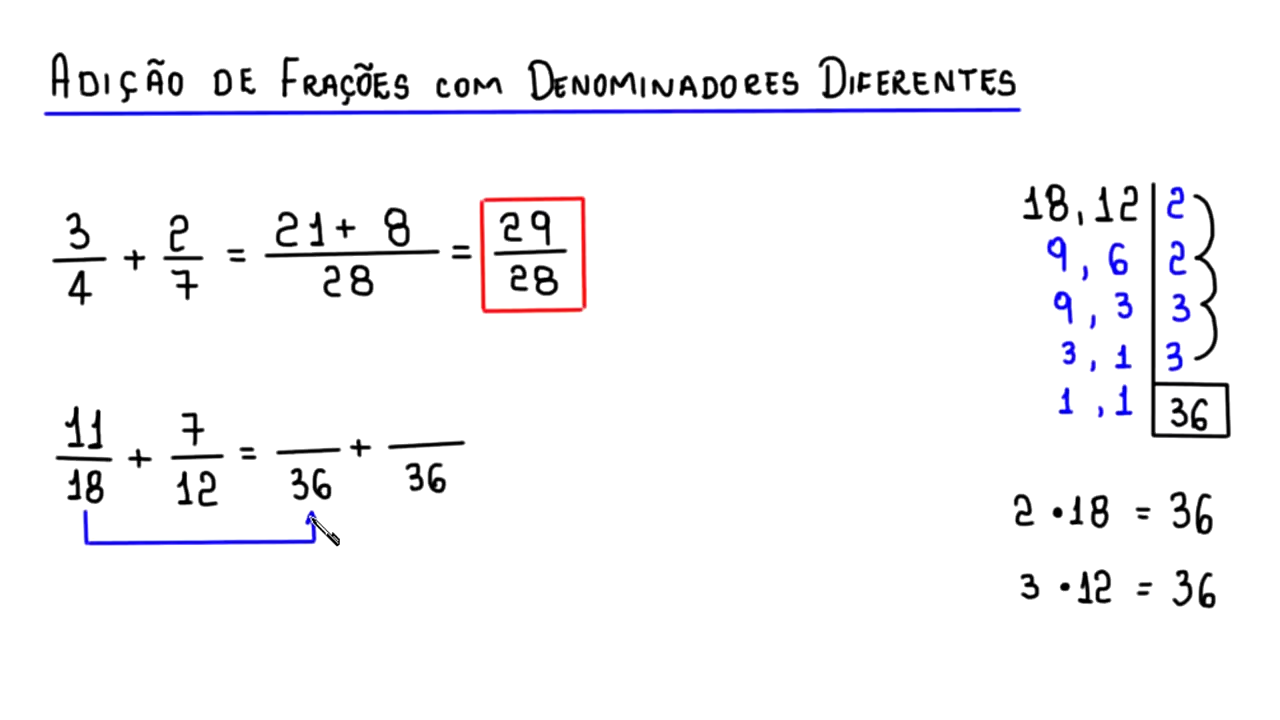 ADIÇÃO DE FRAÇÕES COM DENOMINADORES DIFERENTES
3/4 + 2/7 = (21 + 8)/28 = 29/28
11/18 + 7/12 = /36 + /36
18, 12 | 2
9, 6 | 2
9, 3 | 3
3, 1 | 3
1, 1 | 36
2 · 18 = 36
3 · 12 = 36